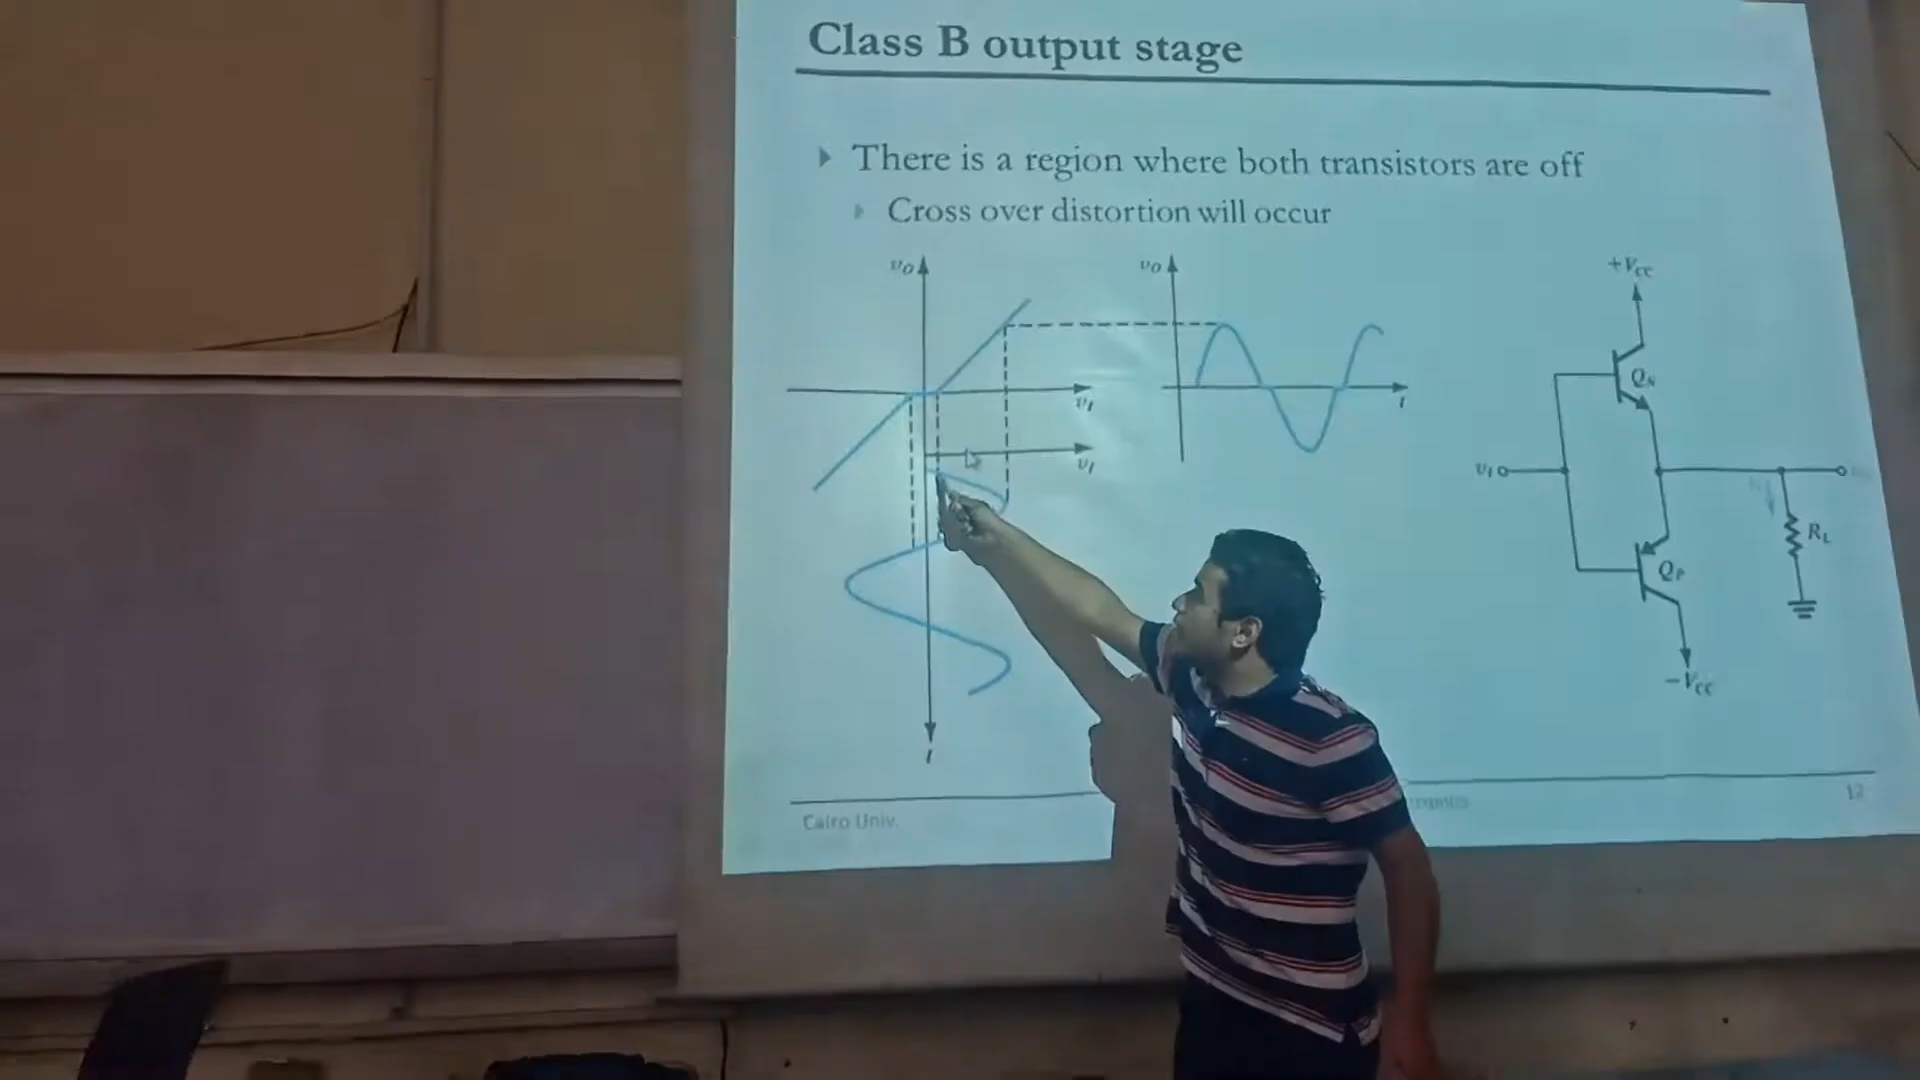 Class B output stage
There is a region where both transistors are off
Cross over distortion will occur
vO
vI
vI
t
vO
t
+VCC
QN
vI
QP
RL
-VCC
Cairo Univ.
12